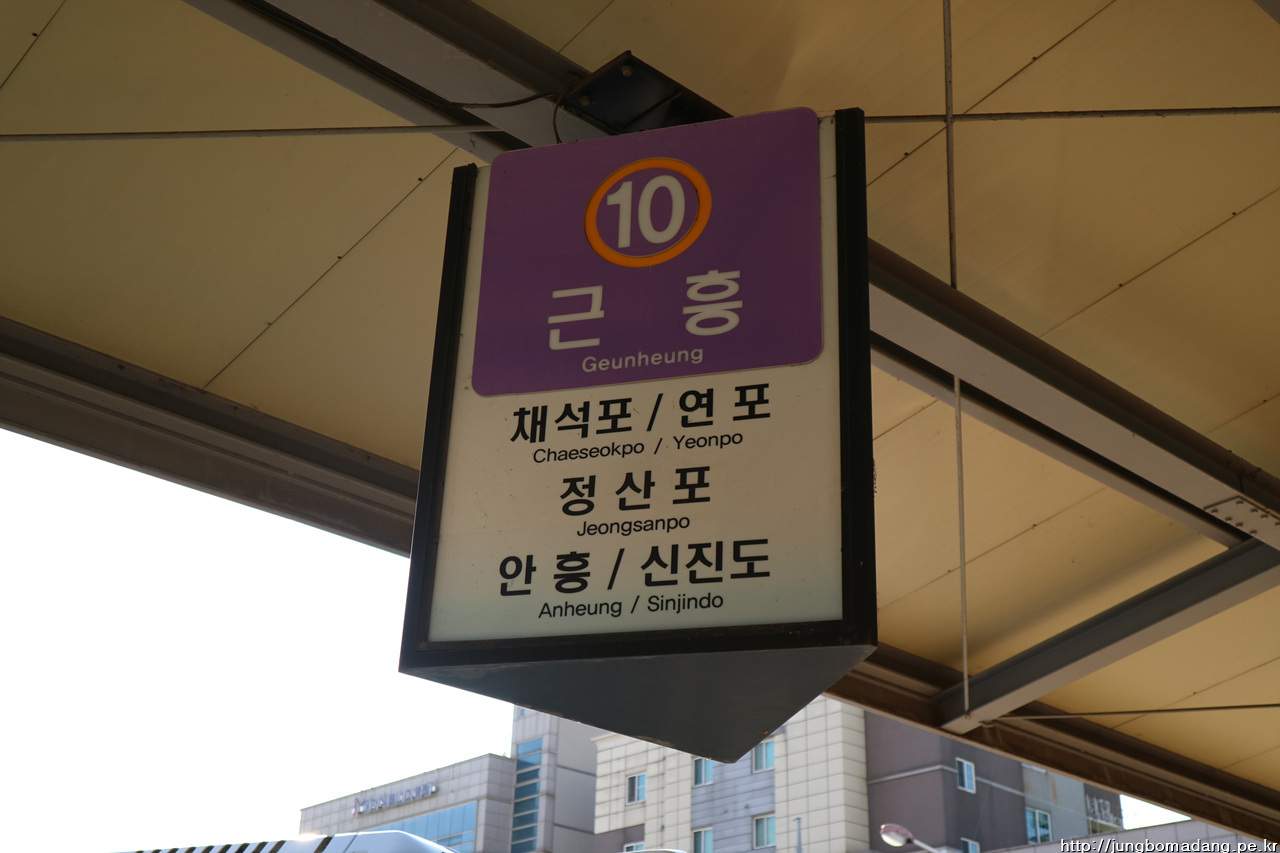 10
근 흥
Geunheung
채석포 / 연 포
Chaeseokpo / Yeonpo
정 산 포
Jeongsanpo
안 흥 / 신진도
Anheung / Sinjindo
http://jungbomadang.pe.kr